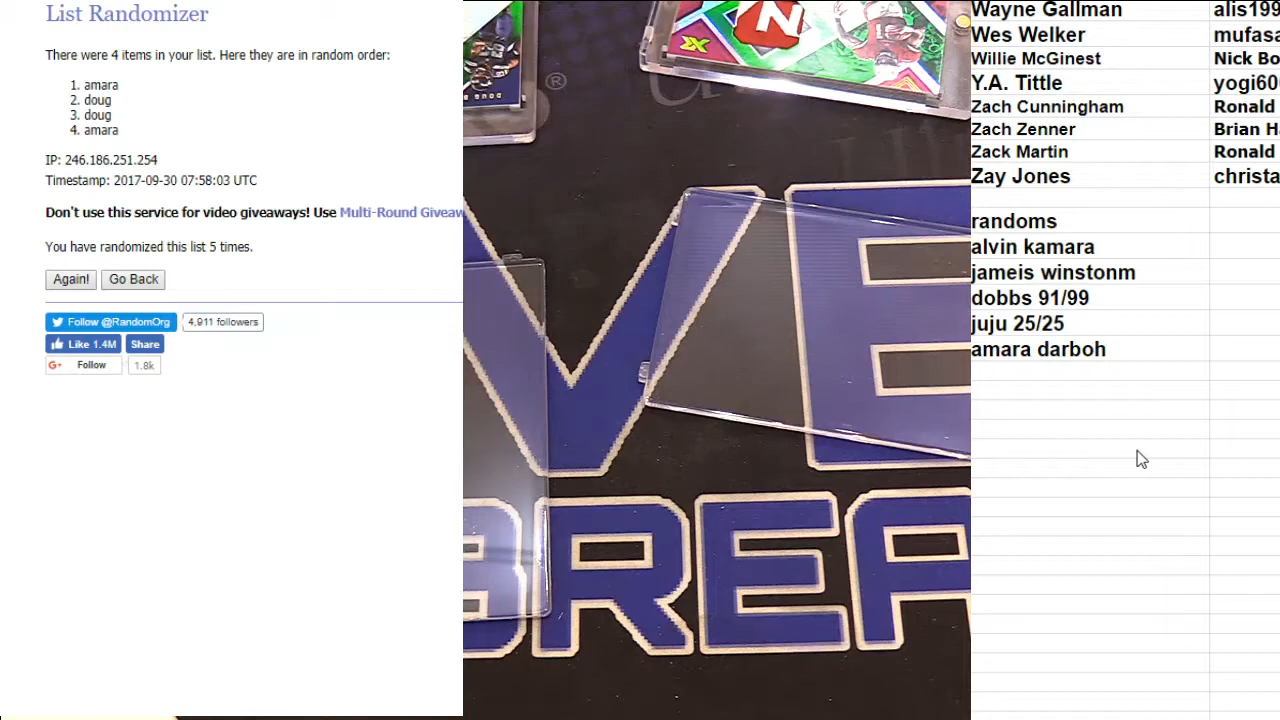 List Randomizer
There were 4 items in your list. Here they are in random order:
1. amara
2. doug
3. doug
4. amara
IP: 246.186.251.254
Timestamp: 2017-09-30 07:58:03 UTC
Don't use this service for video giveaways! Use Multi-Round Giveaw
You have randomized this list 5 times.
Again! Go Back
Follow @RandomOrg 4,911 followers
Like 1.4M Share
G+ Follow 1.8k
N
®
VE
BREA
Wayne Gallman alis199
Wes Welker mufasa
Willie McGinest Nick Bo
Y.A. Tittle yogi60
Zach Cunningham Ronald
Zach Zenner Brian H
Zack Martin Ronald
Zay Jones christa
randoms
alvin kamara
jameis winstonm
dobbs 91/99
juju 25/25
amara darboh